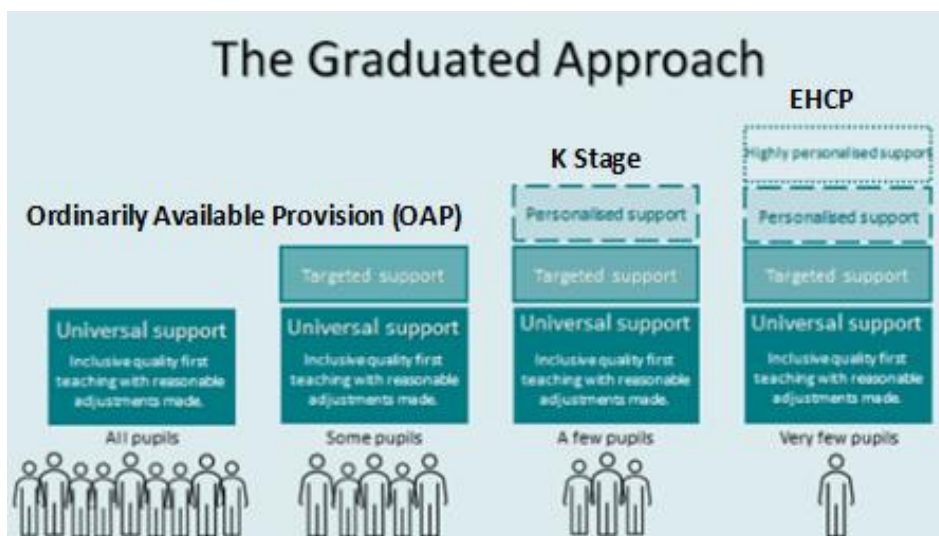 The Graduated Approach
EHCP
Highly personalised support
K Stage
Personalised support
Personalised support
Ordinarily Available Provision (OAP)
Targeted support
Targeted support
Targeted support
Universal support
Inclusive quality first
teaching with reasonable
adjustments made.
Universal support
Inclusive quality first
teaching with reasonable
adjustments made.
Universal support
Inclusive quality first
teaching with reasonable
adjustments made.
Universal support
Inclusive quality first
teaching with reasonable
adjustments made.
All pupils
Some pupils
A few pupils
Very few pupils